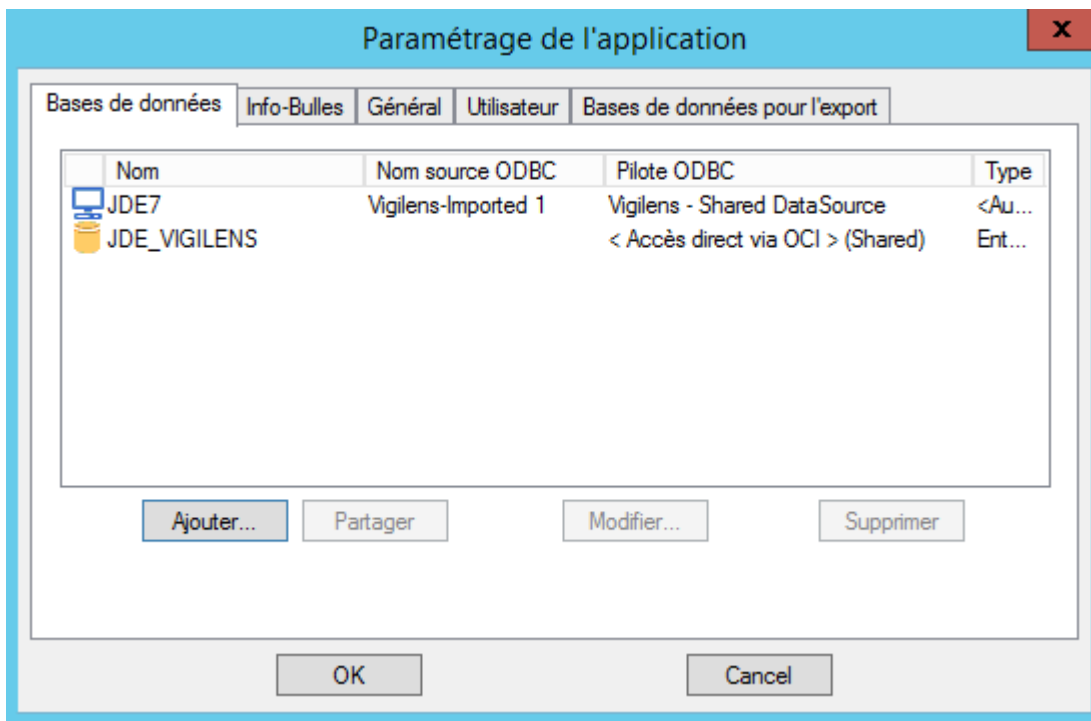 Paramétrage de l'application
x
Bases de données Info-Bulles Général Utilisateur Bases de données pour l'export
Nom Nom source ODBC Pilote ODBC Type
JDE7 Vigilens-Imported 1 Vigilens - Shared DataSource <Au...
JDE_VIGILENS < Accès direct via OCI > (Shared) Ent...
Ajouter... Partager Modifier... Supprimer
OK Cancel